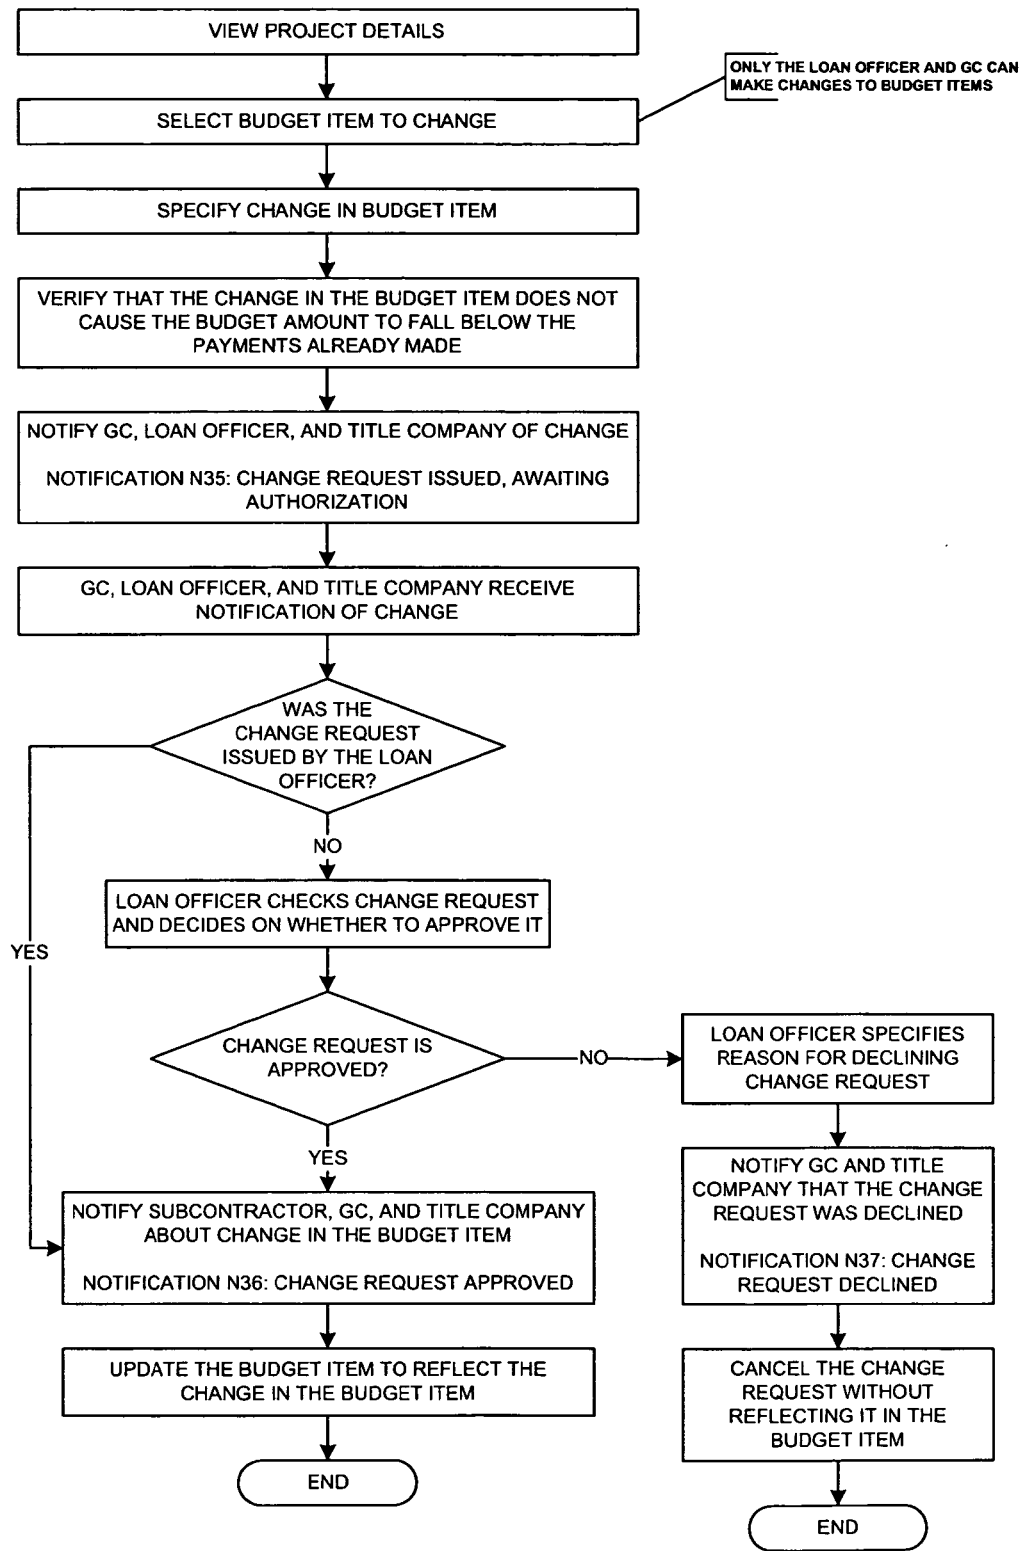 VIEW PROJECT DETAILS
ONLY THE LOAN OFFICER AND GC CAN
MAKE CHANGES TO BUDGET ITEMS
SELECT BUDGET ITEM TO CHANGE
SPECIFY CHANGE IN BUDGET ITEM
VERIFY THAT THE CHANGE IN THE BUDGET ITEM DOES NOT
CAUSE THE BUDGET AMOUNT TO FALL BELOW THE
PAYMENTS ALREADY MADE
NOTIFY GC, LOAN OFFICER, AND TITLE COMPANY OF CHANGE
NOTIFICATION N35: CHANGE REQUEST ISSUED, AWAITING
AUTHORIZATION
GC, LOAN OFFICER, AND TITLE COMPANY RECEIVE
NOTIFICATION OF CHANGE
WAS THE
CHANGE REQUEST
ISSUED BY THE LOAN
OFFICER?
NO
LOAN OFFICER CHECKS CHANGE REQUEST
AND DECIDES ON WHETHER TO APPROVE IT
YES
CHANGE REQUEST IS
APPROVED?
NO
LOAN OFFICER SPECIFIES
REASON FOR DECLINING
CHANGE REQUEST
YES
NOTIFY SUBCONTRACTOR, GC, AND TITLE COMPANY
ABOUT CHANGE IN THE BUDGET ITEM
NOTIFICATION N36: CHANGE REQUEST APPROVED
NOTIFY GC AND TITLE
COMPANY THAT THE CHANGE
REQUEST WAS DECLINED
NOTIFICATION N37: CHANGE
REQUEST DECLINED
UPDATE THE BUDGET ITEM TO REFLECT THE
CHANGE IN THE BUDGET ITEM
CANCEL THE CHANGE
REQUEST WITHOUT
REFLECTING IT IN THE
BUDGET ITEM
END
END